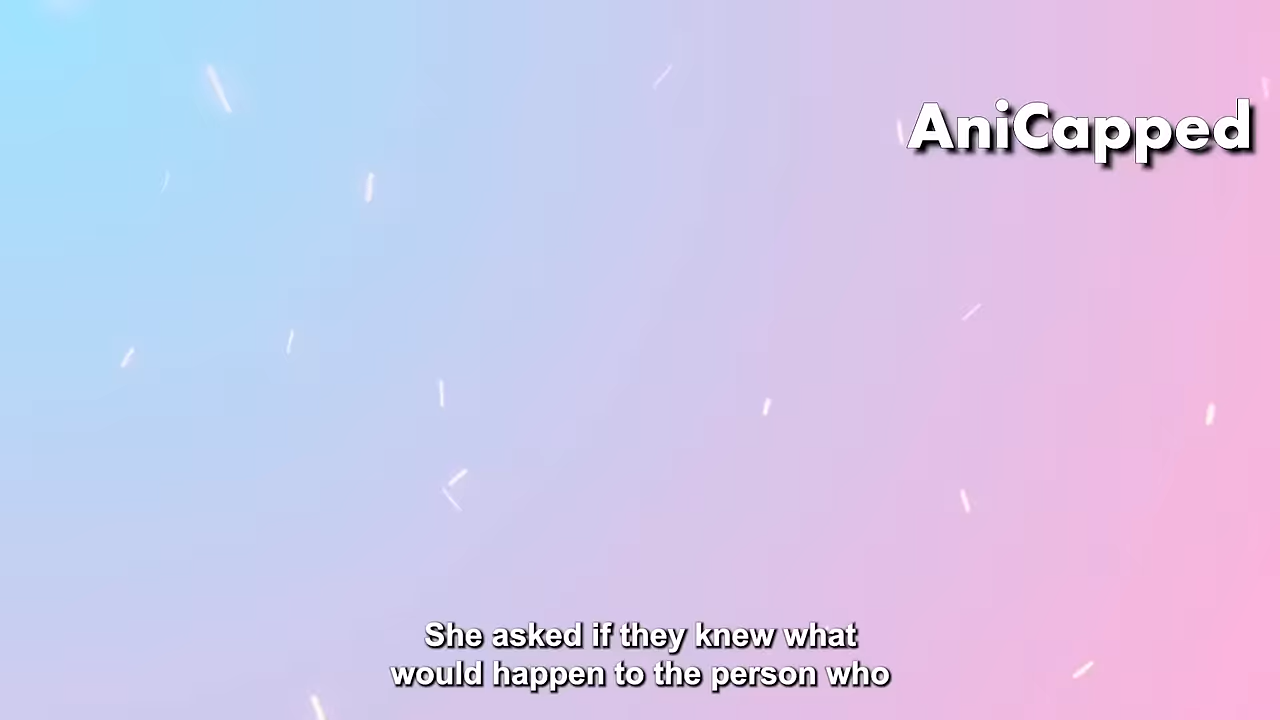 AniCapped
She asked if they knew what
would happen to the person who